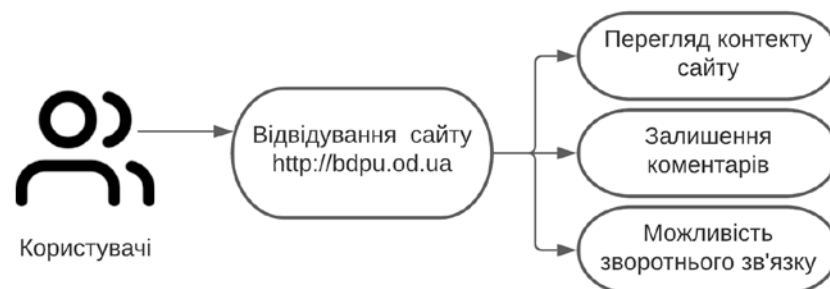 Користувачі
Відвідування сайту
http://bdpu.od.ua
Перегляд контекту
сайту
Залишення
коментарів
Можливість
зворотнього зв'язку